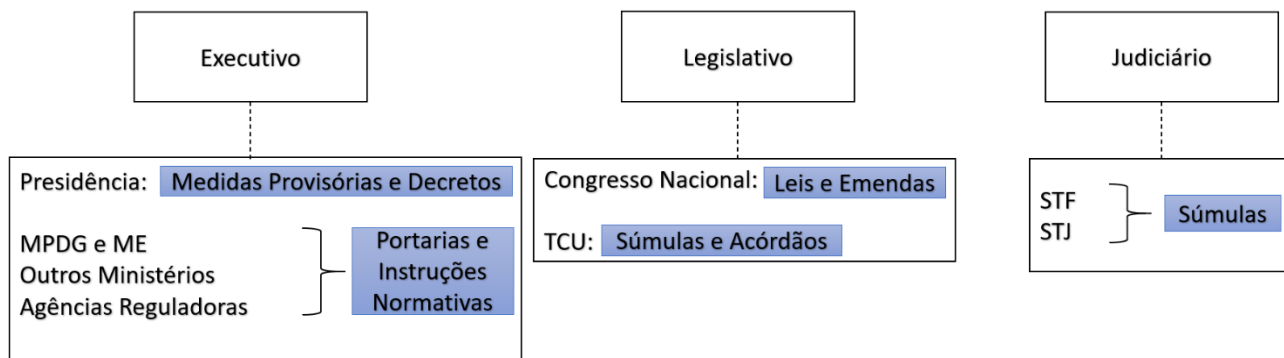 Executivo
Presidência: Medidas Provisórias e Decretos
MPDG e ME
Outros Ministérios
Agências Reguladoras
Portarias e
Instruções
Normativas
Legislativo
Congresso Nacional: Leis e Emendas
TCU: Súmulas e Acórdãos
Judiciário
STF
STJ
Súmulas